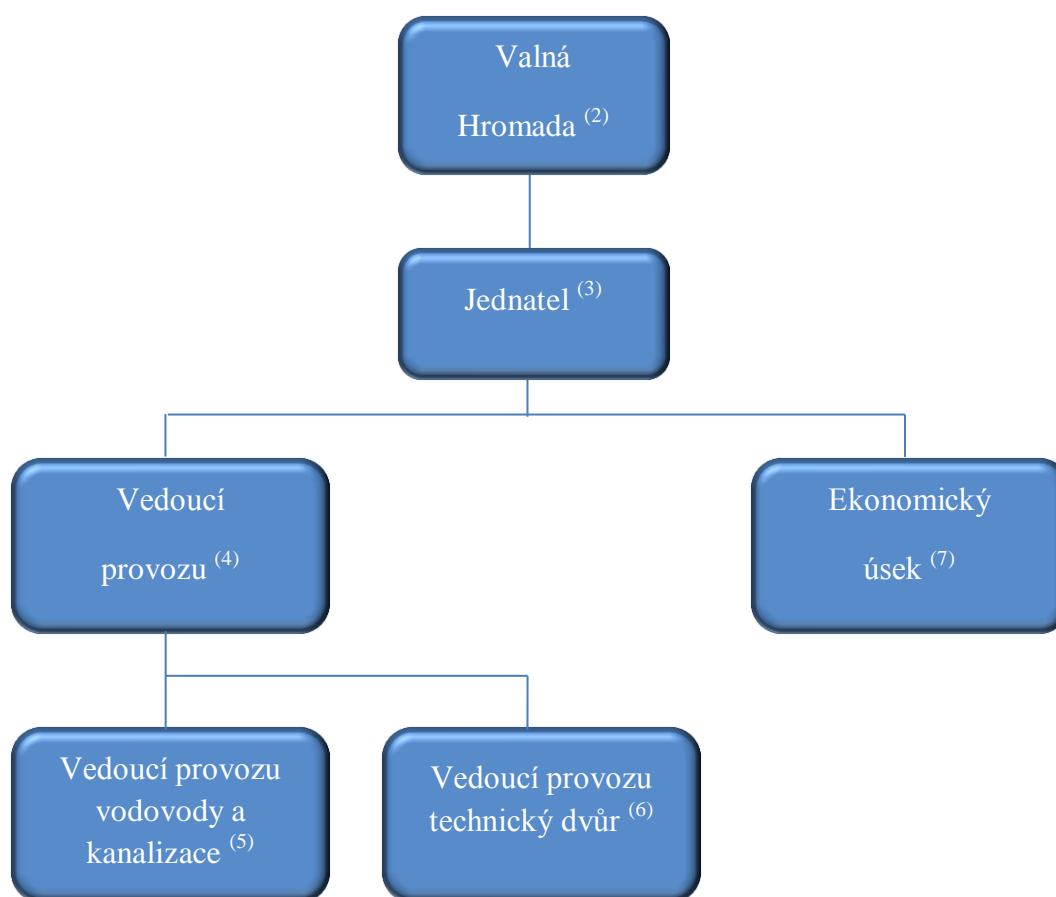 Valná
Hromada (2)
Jednatel (3)
Vedoucí
provozu (4)
Ekonomický
úsek (7)
Vedoucí provozu
vodovody a
kanalizace (5)
Vedoucí provozu
technický dvůr (6)